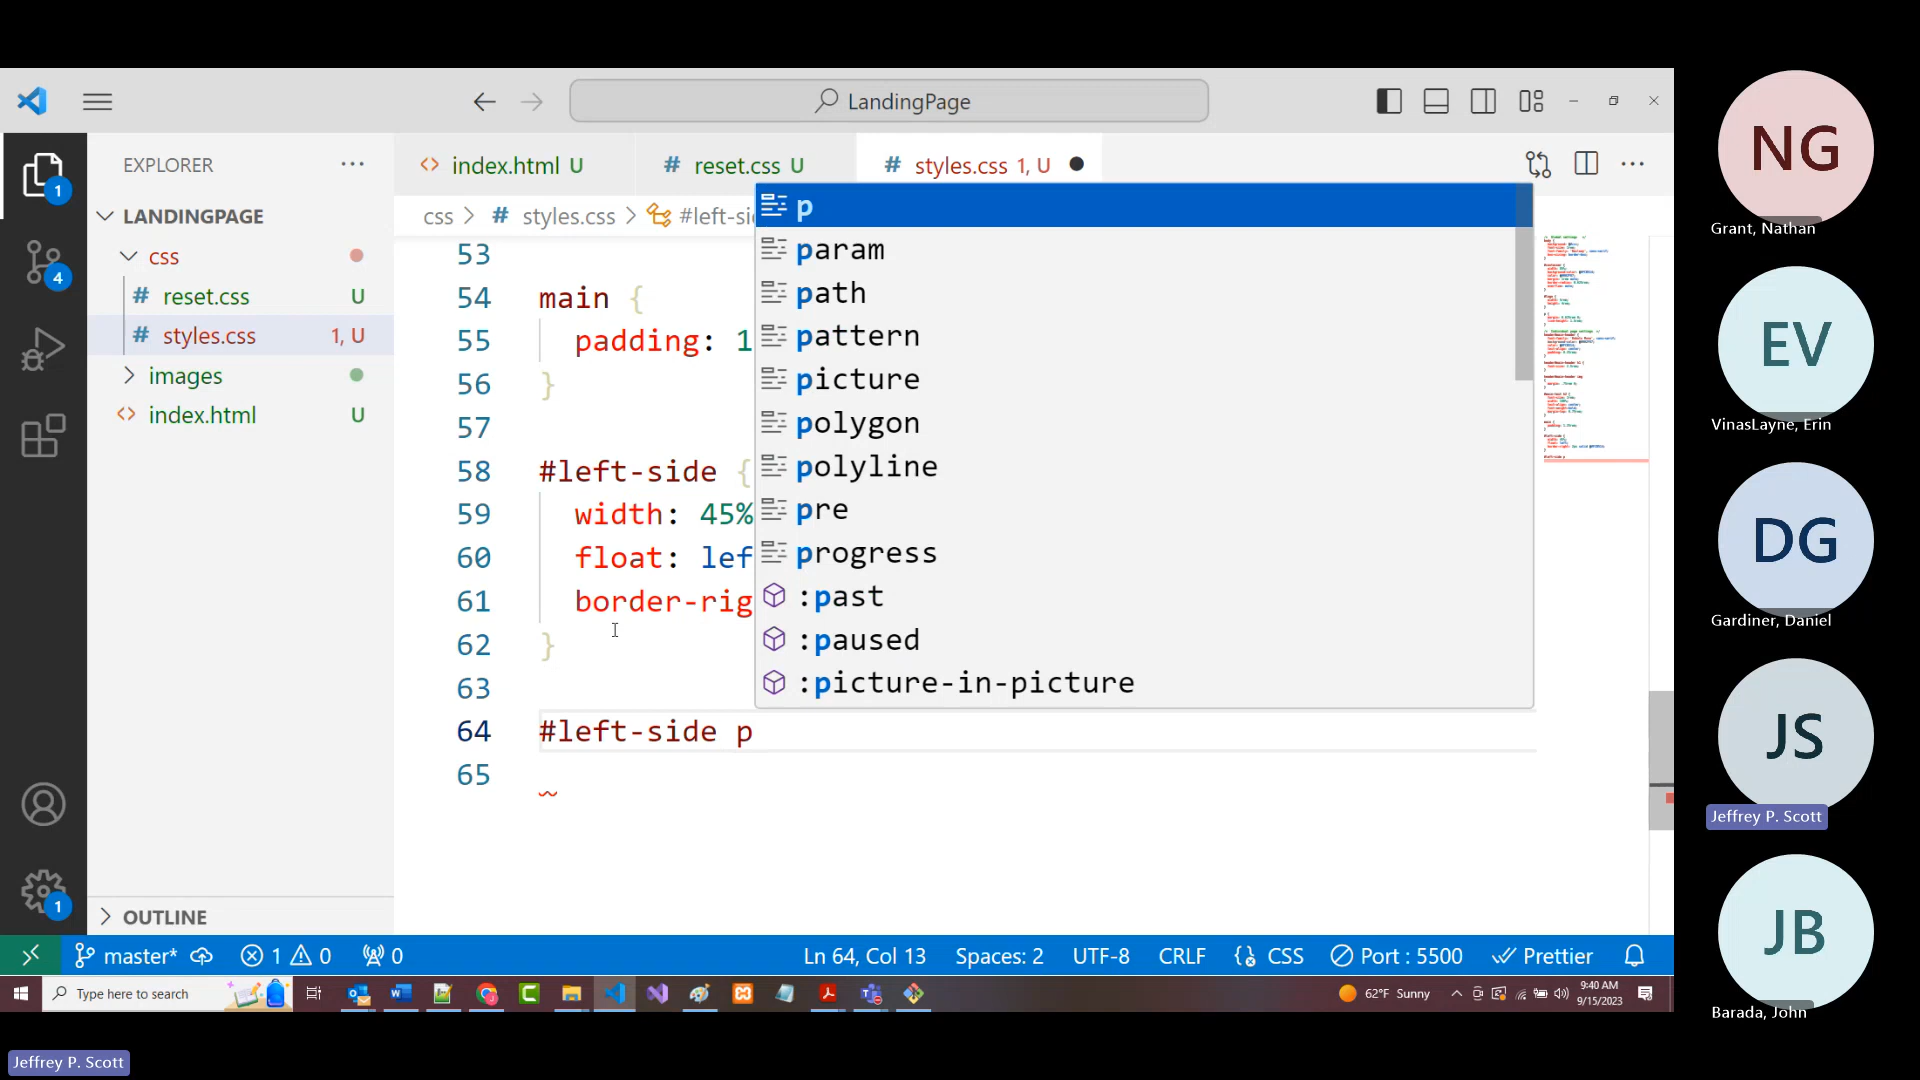 LandingPage
EXPLORER
index.html U
reset.css U
styles.css 1, U
LANDINGPAGE
css > # styles.css > #left-si
css
# reset.css U
# styles.css 1, U
images
index.html U
53
54 main {
55 padding: 1
56 }
57
58 #left-side {
59 width: 45%
60 float: lef
61 border-rig
62 }
63
64 #left-side p
65
p
param
path
pattern
picture
polygon
polyline
pre
progress
:past
:paused
:picture-in-picture
1
4
1
OUTLINE
master* 1 0 0 Ln 64, Col 13 Spaces: 2 UTF-8 CRLF CSS Port : 5500 Prettier
Type here to search
62°F Sunny
9:40 AM
9/15/2023
NG
Grant, Nathan
EV
VinasLayne, Erin
DG
Gardiner, Daniel
JS
Jeffrey P. Scott
JB
Barada, John
Jeffrey P. Scott